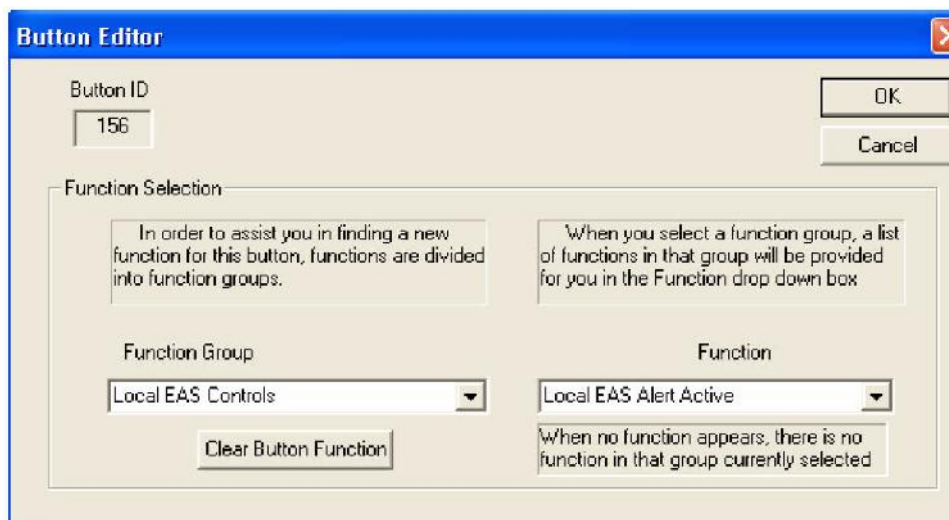 Button Editor
Button ID
156
OK
Cancel
Function Selection
In order to assist you in finding a new
function for this button, functions are divided
into function groups.
When you select a function group, a list
of functions in that group will be provided
for you in the Function drop down box
Function Group
Function
Local EAS Controls
Local EAS Alert Active
Clear Button Function
When no function appears, there is no
function in that group currently selected